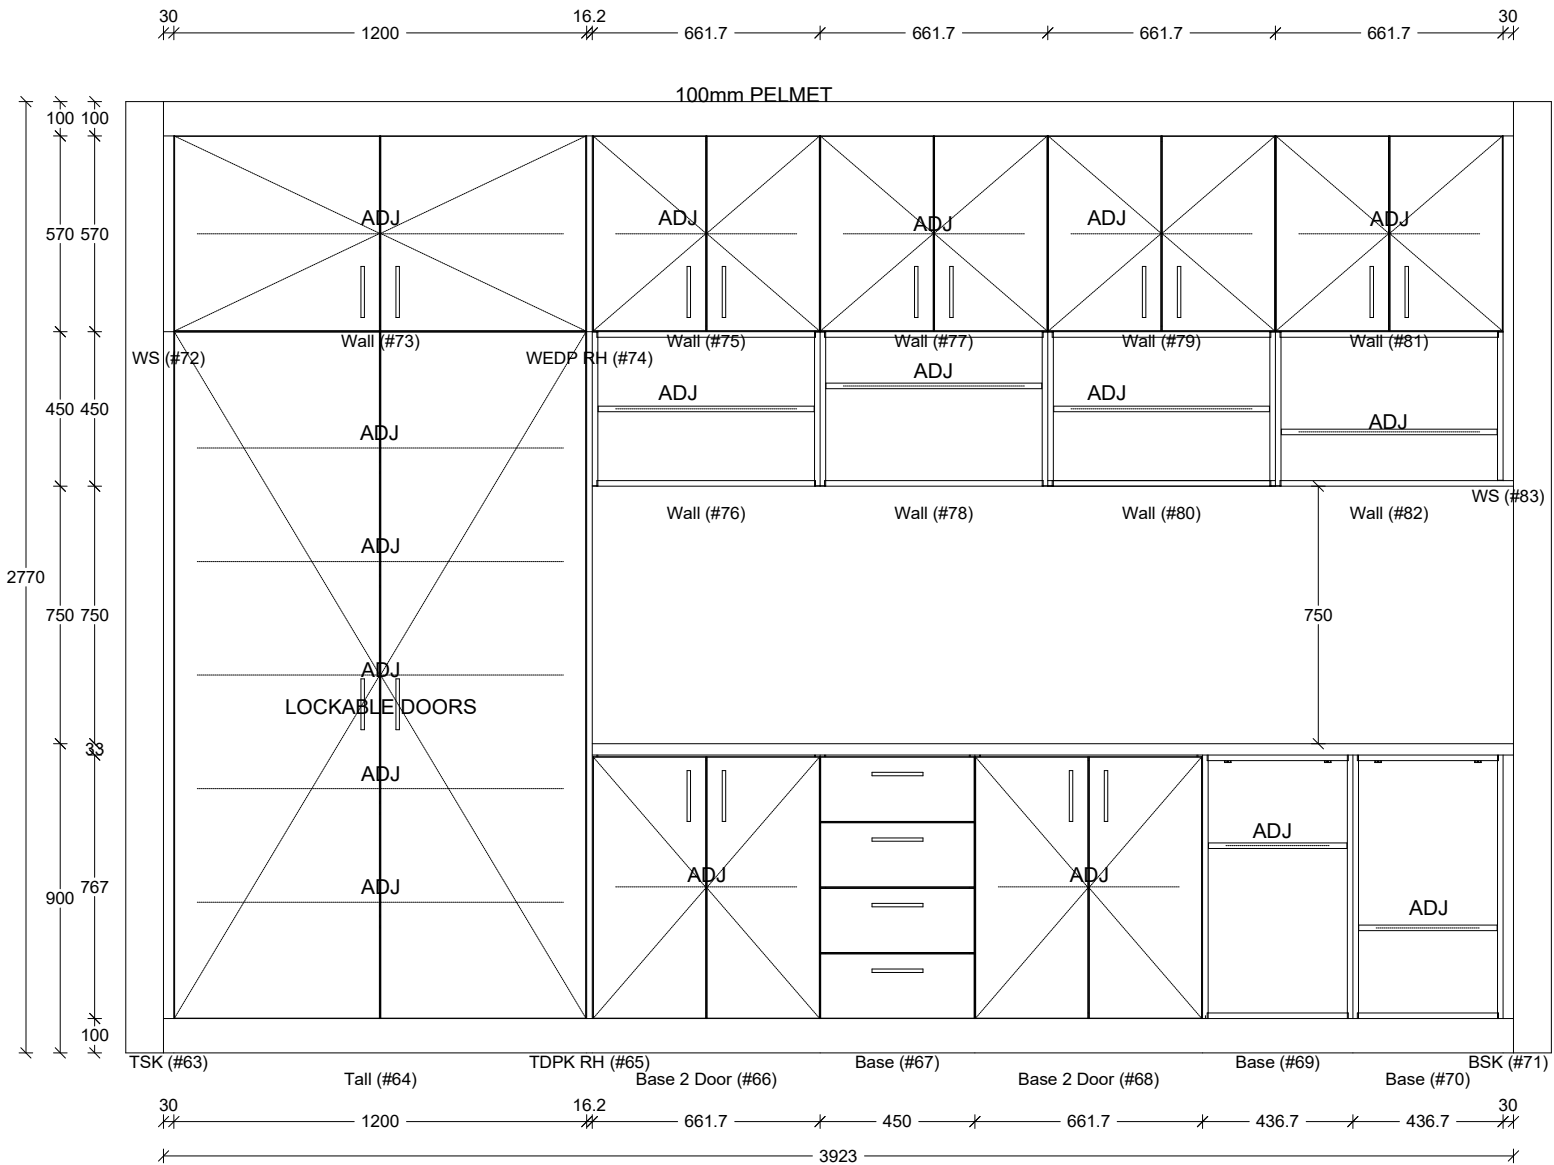 30 16.2 30
1200 661.7 661.7 661.7 661.7
100mm PELMET
100 100
ADJ ADJ ADJ ADJ ADJ
570 570
Wall (#73) Wall (#75) Wall (#77) Wall (#79) Wall (#81)
WS (#72) WEDP RH (#74)
ADJ ADJ ADJ ADJ
450 450
ADJ
WS (#83)
Wall (#76) Wall (#78) Wall (#80) Wall (#82)
ADJ
2770
750 750 750
ADJ
LOCKABLE DOORS
33
ADJ
ADJ
ADJ ADJ
900 767 ADJ
ADJ
100
TSK (#63) TDPK RH (#65) Base (#67) Base (#69) BSK (#71)
Tall (#64) Base 2 Door (#66) Base 2 Door (#68) Base (#70)
30 16.2 30
1200 661.7 450 661.7 436.7 436.7
3923